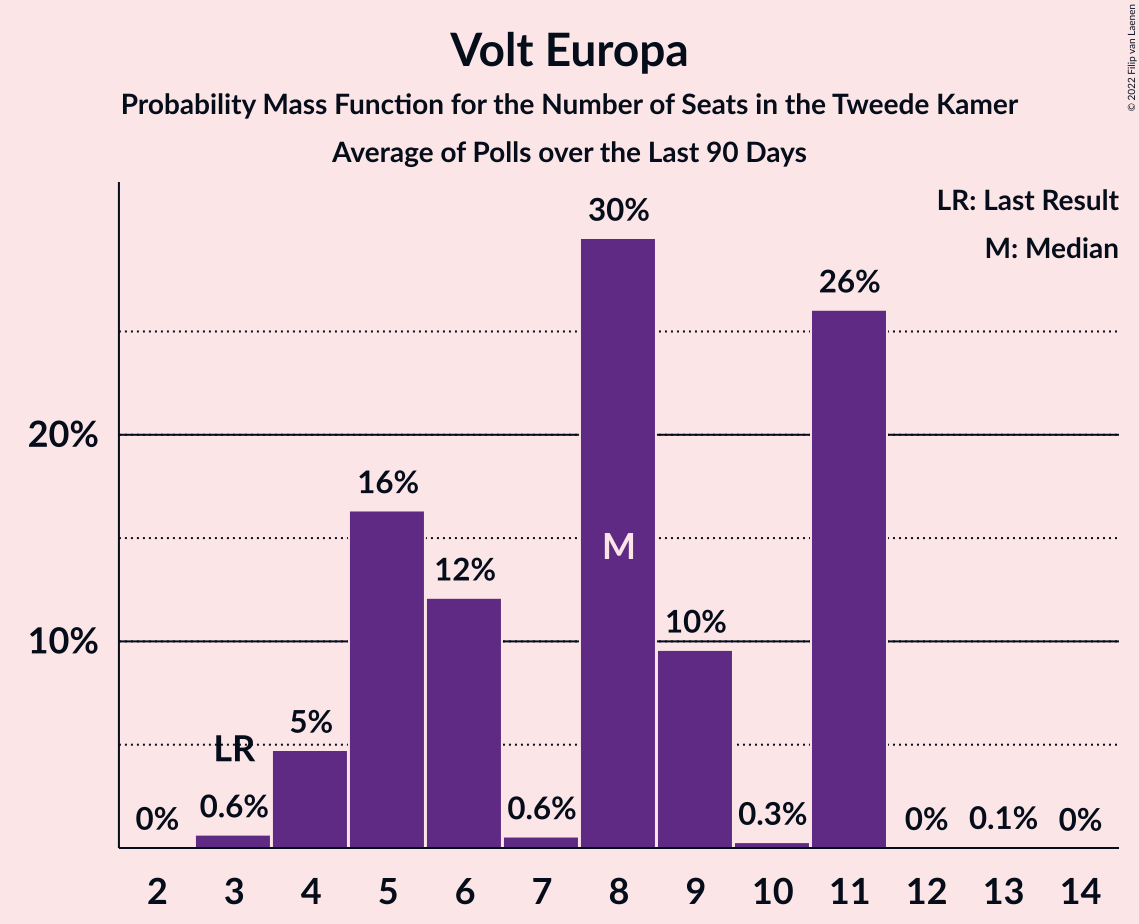 Volt Europa
Probability Mass Function for the Number of Seats in the Tweede Kamer
Average of Polls over the Last 90 Days
© 2022 Filip van Laenen
LR: Last Result
M: Median
30%
26%
20%
16%
M
12%
10%
10%
5%
LR
0%
0.6%
0.6%
0.3%
0%
0.1%
0%
2 3 4 5 6 7 8 9 10 11 12 13 14